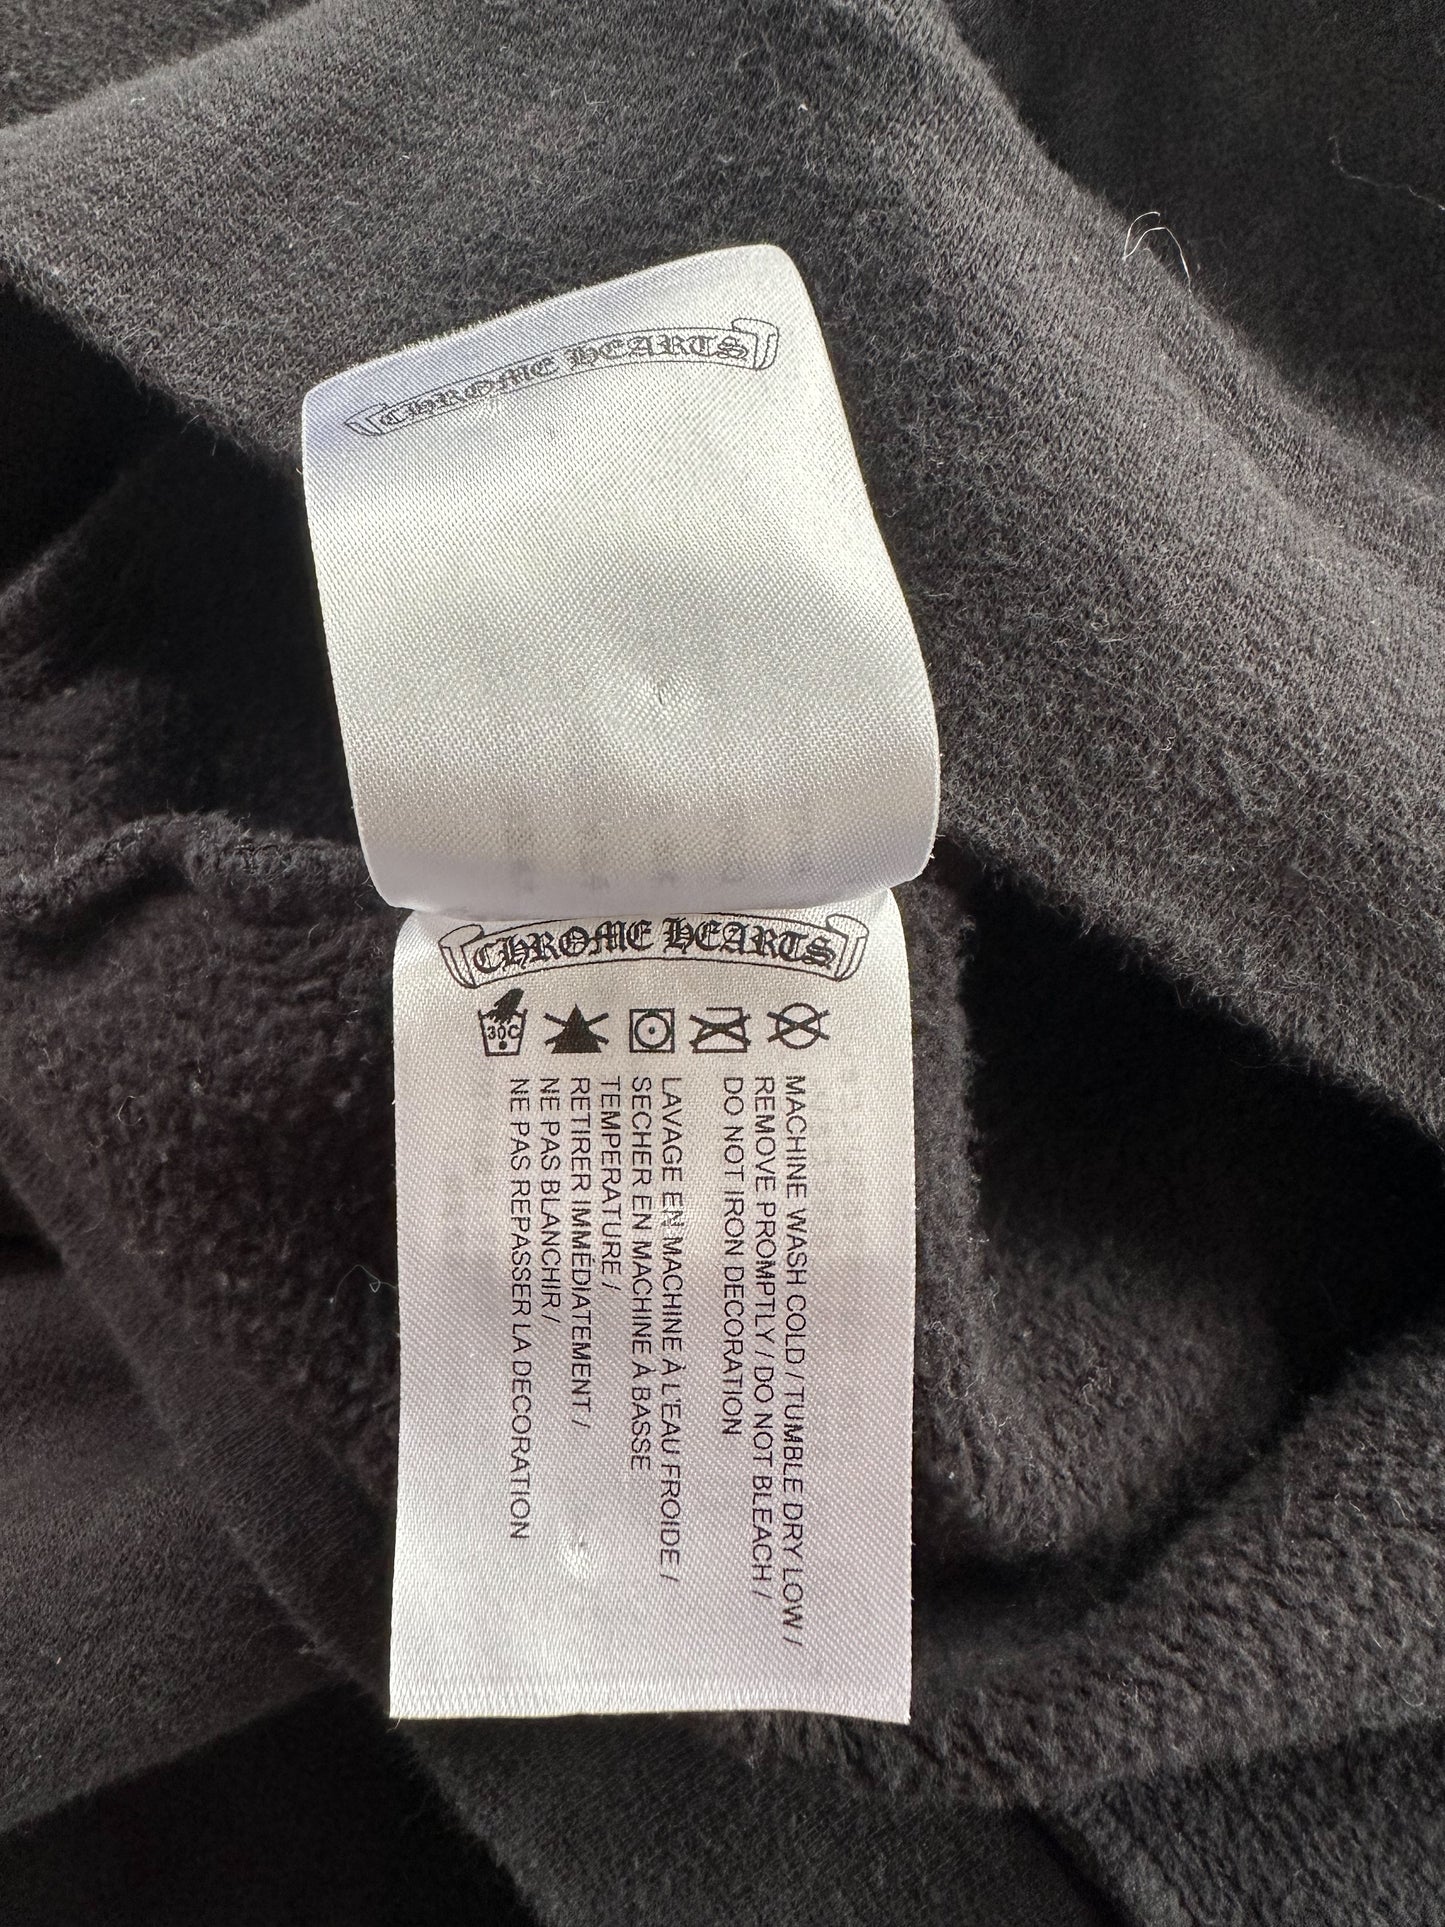 CHROME HEARTS
CHROME HEARTS
30C
MACHINE WASH COLD / TUMBLE DRY LOW /
REMOVE PROMPTLY / DO NOT BLEACH /
DO NOT IRON DECORATION
LAVAGE EN MACHINE À L'EAU FROIDE /
SECHER EN MACHINE À BASSE
TEMPERATURE /
RETIRER IMMÉDIATEMENT /
NE PAS BLANCHIR /
NE PAS REPASSER LA DECORATION